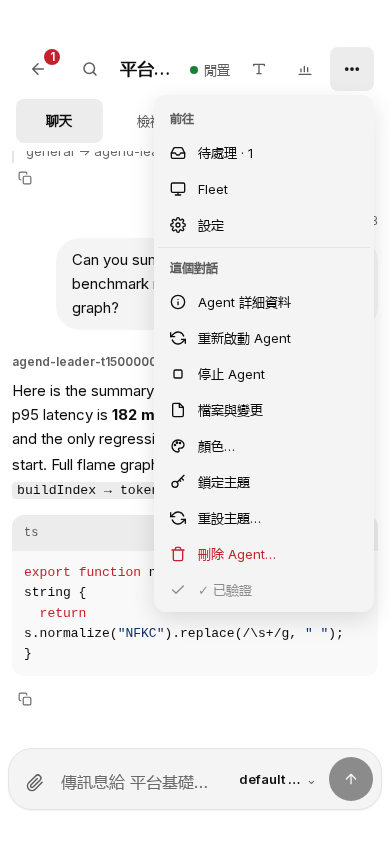 1
平台…
閒置
聊天
前往
待處理 · 1
Fleet
設定
這個對話
Agent 詳細資料
重新啟動 Agent
停止 Agent
檔案與變更
顏色…
鎖定主題
重設主題…
刪除 Agent…
✓ 已驗證
general → agend-lea
Can you sum
benchmark
graph?
agend-leader-t1500000
Here is the summary
p95 latency is 182 m
and the only regressi
start. Full flame graph
buildIndex → token
ts
export function
string {
return
s.normalize("NFKC").replace(/\s+/g, " ");
}
傳訊息給 平台基礎…
default …